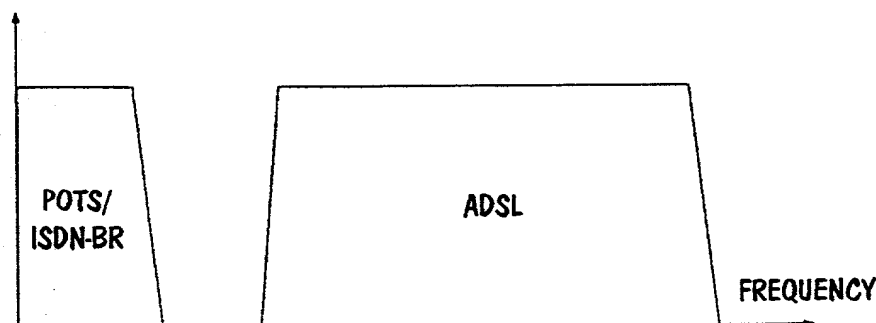 POTS/
ISDN-BR
ADSL
FREQUENCY